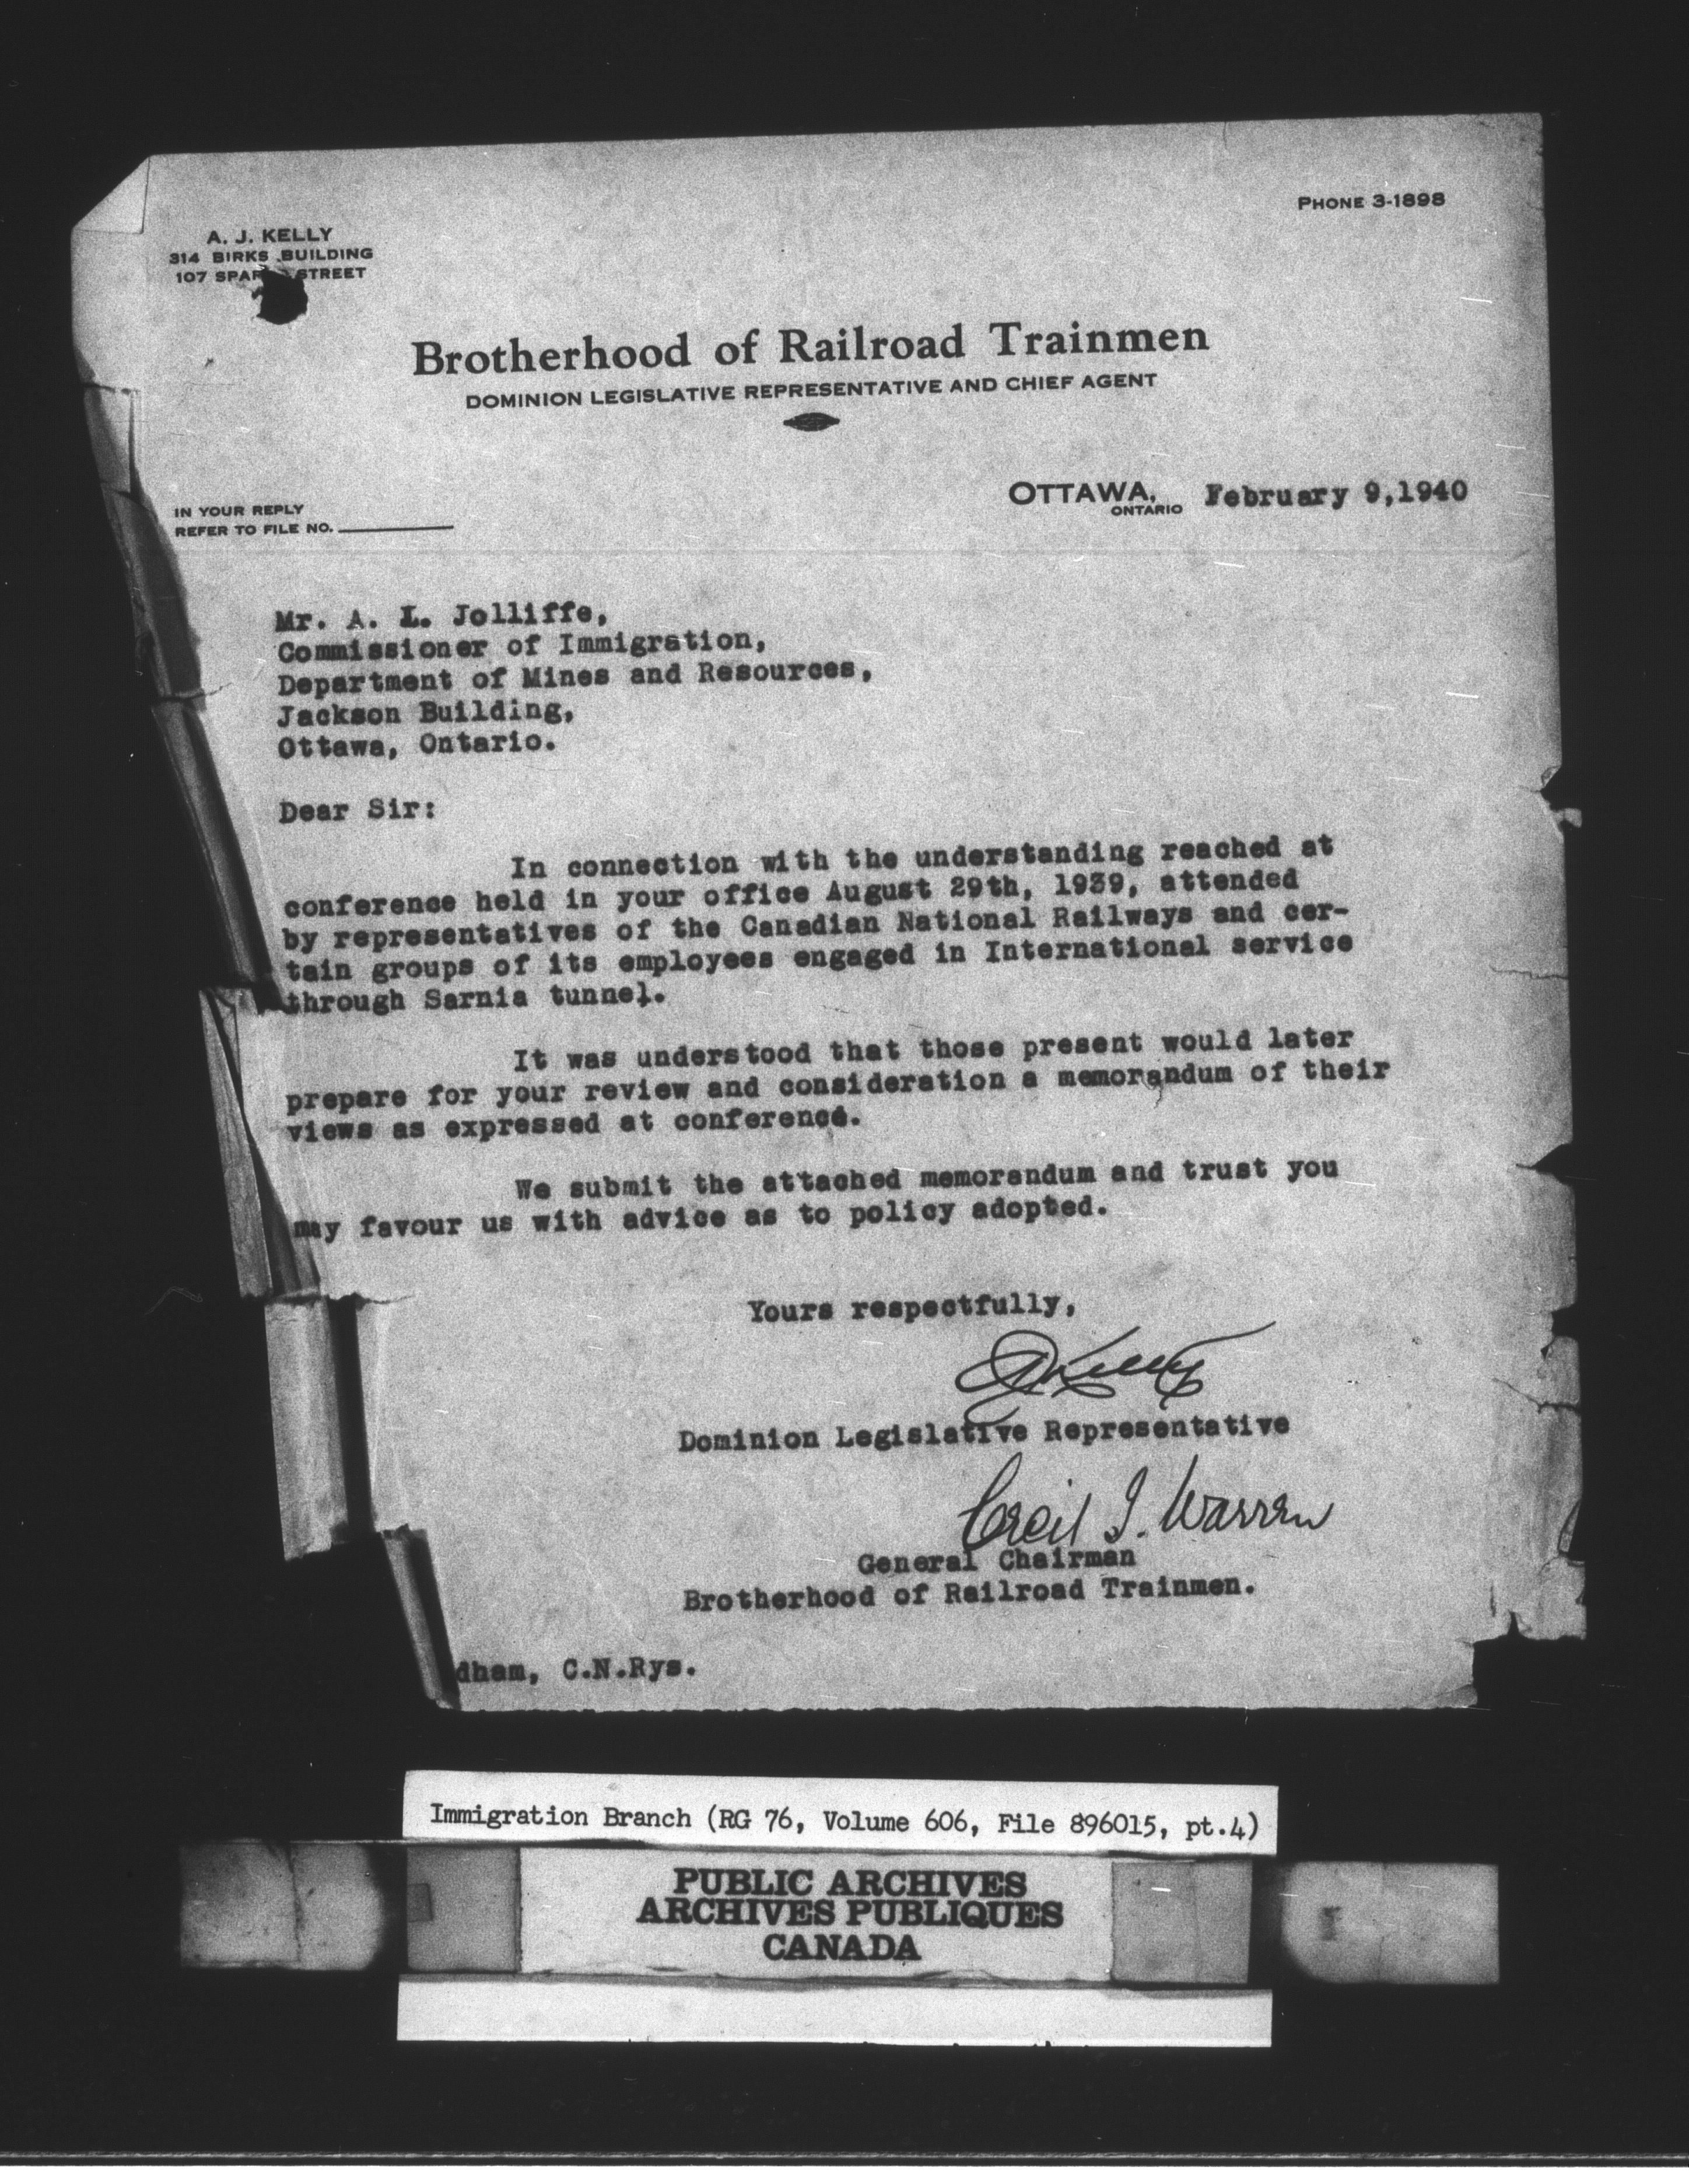 PHONE 3-1898
A. J. KELLY
314 BIRKS BUILDING
107 SPAR STREET
Brotherhood of Railroad Trainmen
DOMINION LEGISLATIVE REPRESENTATIVE AND CHIEF AGENT
OTTAWA, ONTARIO February 9,1940
IN YOUR REPLY
REFER TO FILE NO.
Mr. A. L. Jolliffe,
Commissioner of Immigration,
Department of Mines and Resources,
Jackson Building,
Ottawa, Ontario.
Dear Sir:
In connection with the understanding reached at
conference held in your office August 29th, 1939, attended
by representatives of the Canadian National Railways and cer-
tain groups of its employees engaged in International service
through Sarnia tunnel.
It was understood that those present would later
prepare for your review and consideration a memorandum of their
views as expressed at conference.
We submit the attached memorandum and trust you
may favour us with advice as to policy adopted.
Yours respectfully,
AJKelly
Dominion Legislative Representative
Cecil I. Warren
General Chairman
Brotherhood of Railroad Trainmen.
dham, C.N.Rys.
Immigration Branch (RG 76, Volume 606, File 896015, pt.4)
PUBLIC ARCHIVES
ARCHIVES PUBLIQUES
CANADA